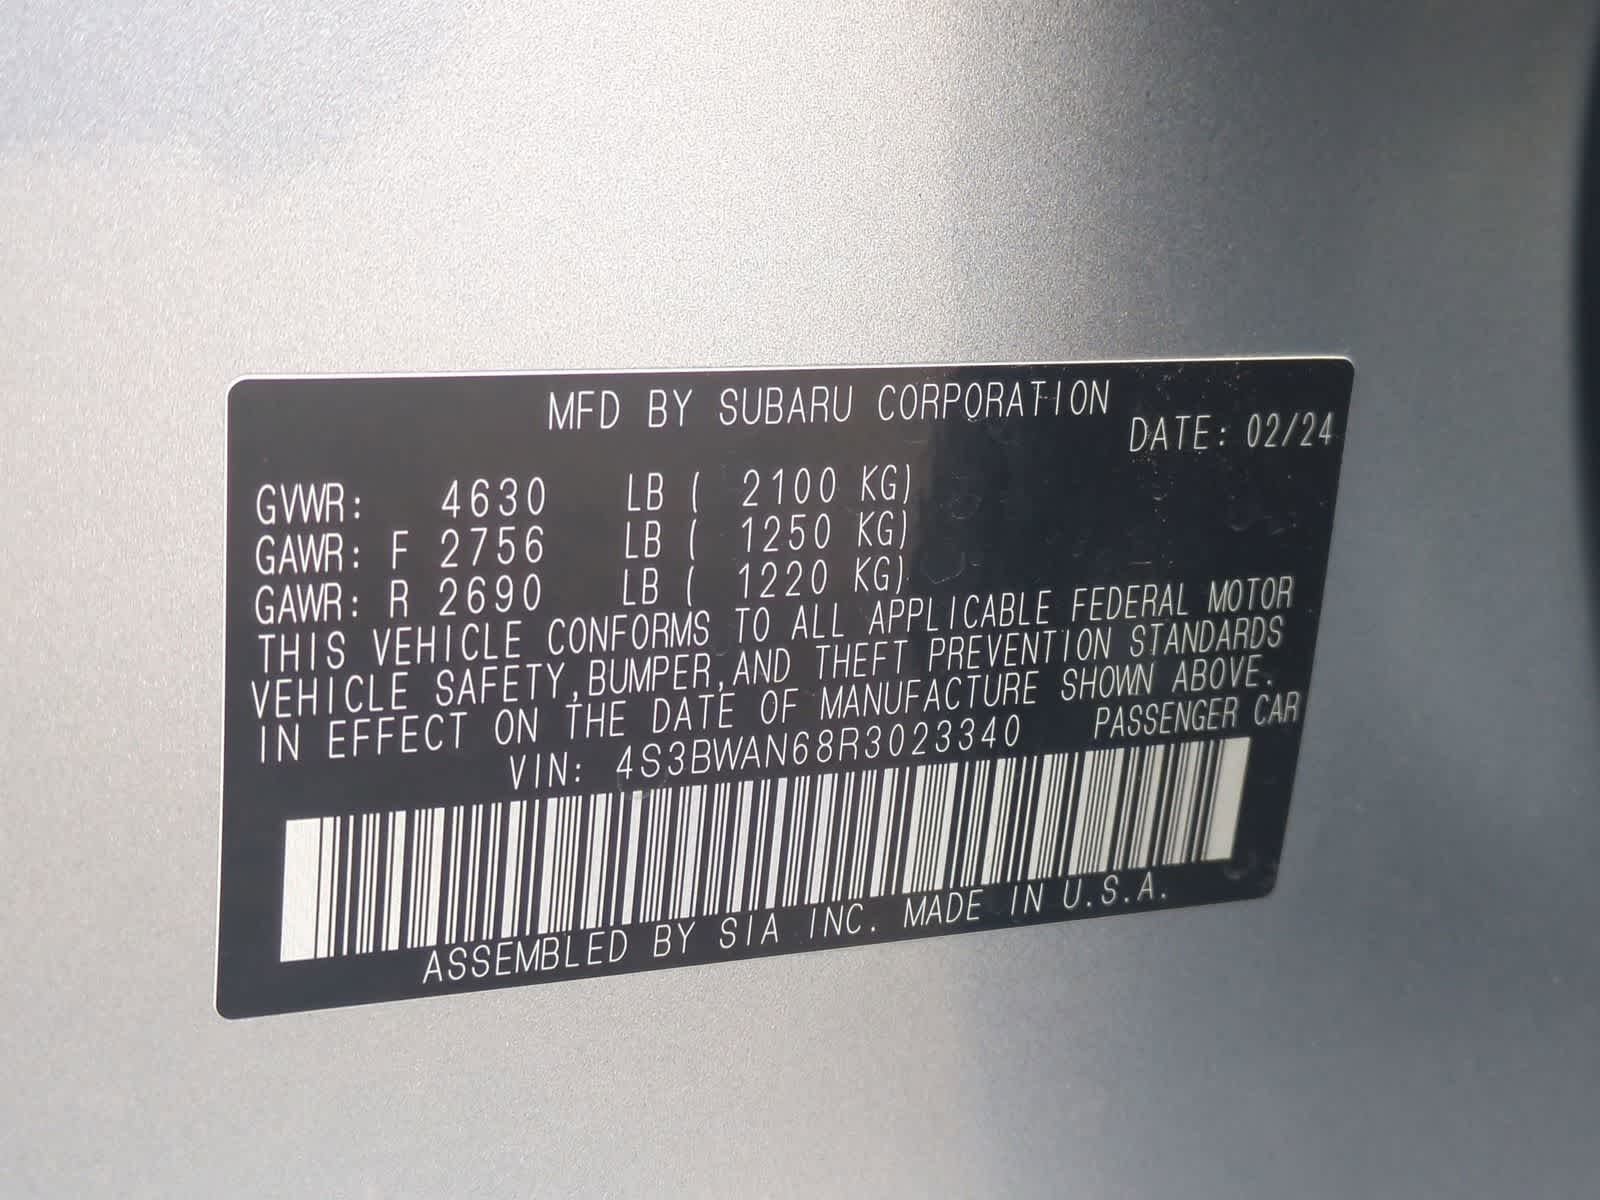 MFD BY SUBARU CORPORATION
DATE: 02/24
GVWR: 4630 LB ( 2100 KG)
GAWR: F 2756 LB ( 1250 KG)
GAWR: R 2690 LB ( 1220 KG)
THIS VEHICLE CONFORMS TO ALL APPLICABLE FEDERAL MOTOR
VEHICLE SAFETY,BUMPER,AND THEFT PREVENTION STANDARDS
IN EFFECT ON THE DATE OF MANUFACTURE SHOWN ABOVE.
VIN: 4S3BWAN68R3023340 PASSENGER CAR
ASSEMBLED BY SIA INC. MADE IN U.S.A.